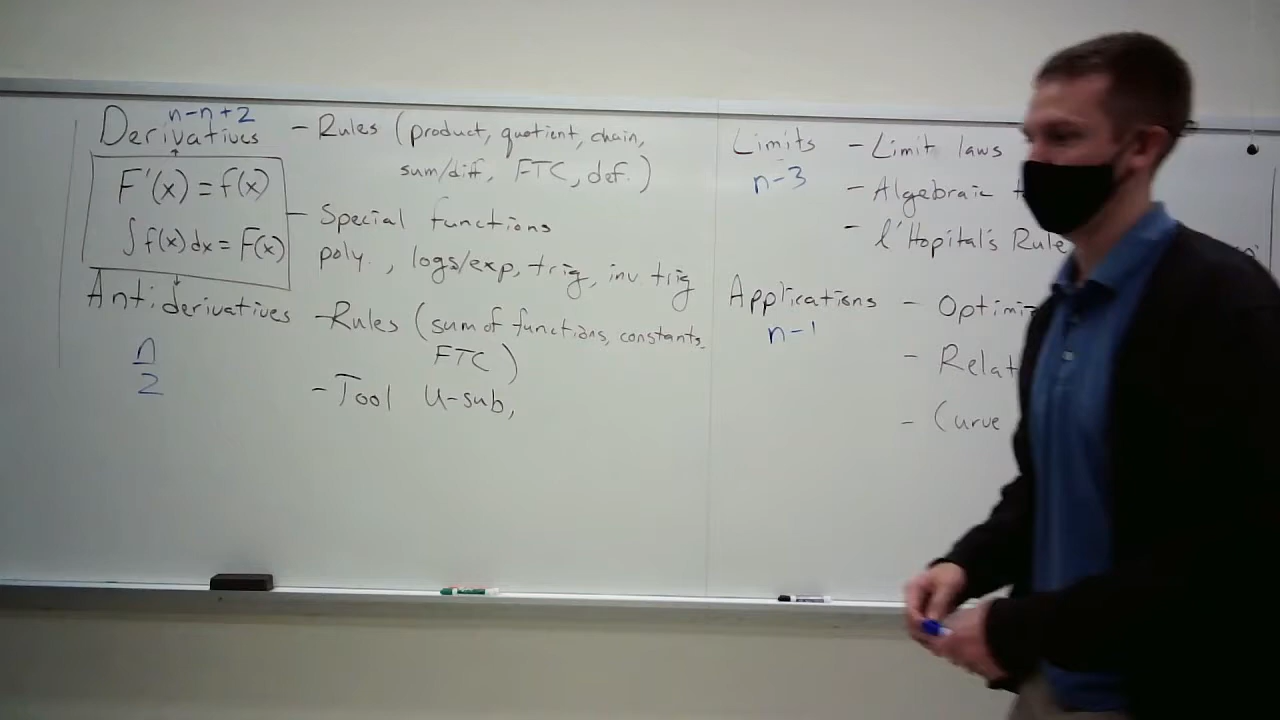 n-n+2
Derivatives - Rules (product, quotient, chain,
sum/diff, FTC, def.)
F'(x) = f(x)
∫f(x)dx = F(x)
- Special functions
poly., logs/exp, trig, inv trig
Antiderivatives - Rules (sum of functions, constants,
FTC)
n/2
- Tool u-sub,
Limits - Limit laws
n-3
- Algebraic
- l'Hopital's Rule
Applications - Optimiz
n-1
- Relat
- Curve